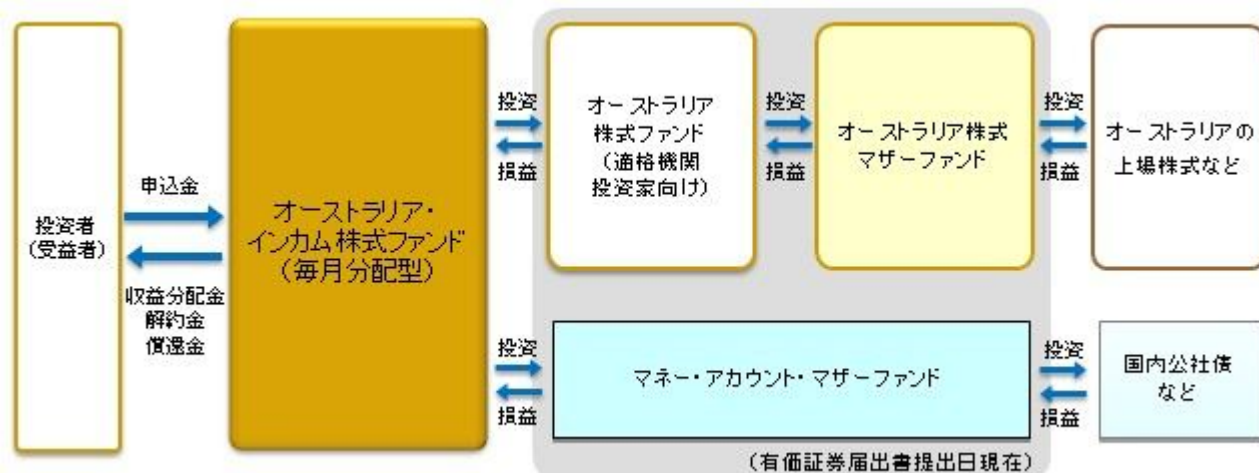 投資者
（受益者）
申込金
収益分配金
解約金
償還金
オーストラリア・
インカム株式ファンド
（毎月分配型）
投資
損益
オーストラリア
株式ファンド
（適格機関
投資家向け）
投資
損益
オーストラリア株式
マザーファンド
投資
損益
オーストラリアの
上場株式など
投資
損益
マネー・アカウント・マザーファンド
投資
損益
国内公社債
など
（有価証券届出書提出日現在）